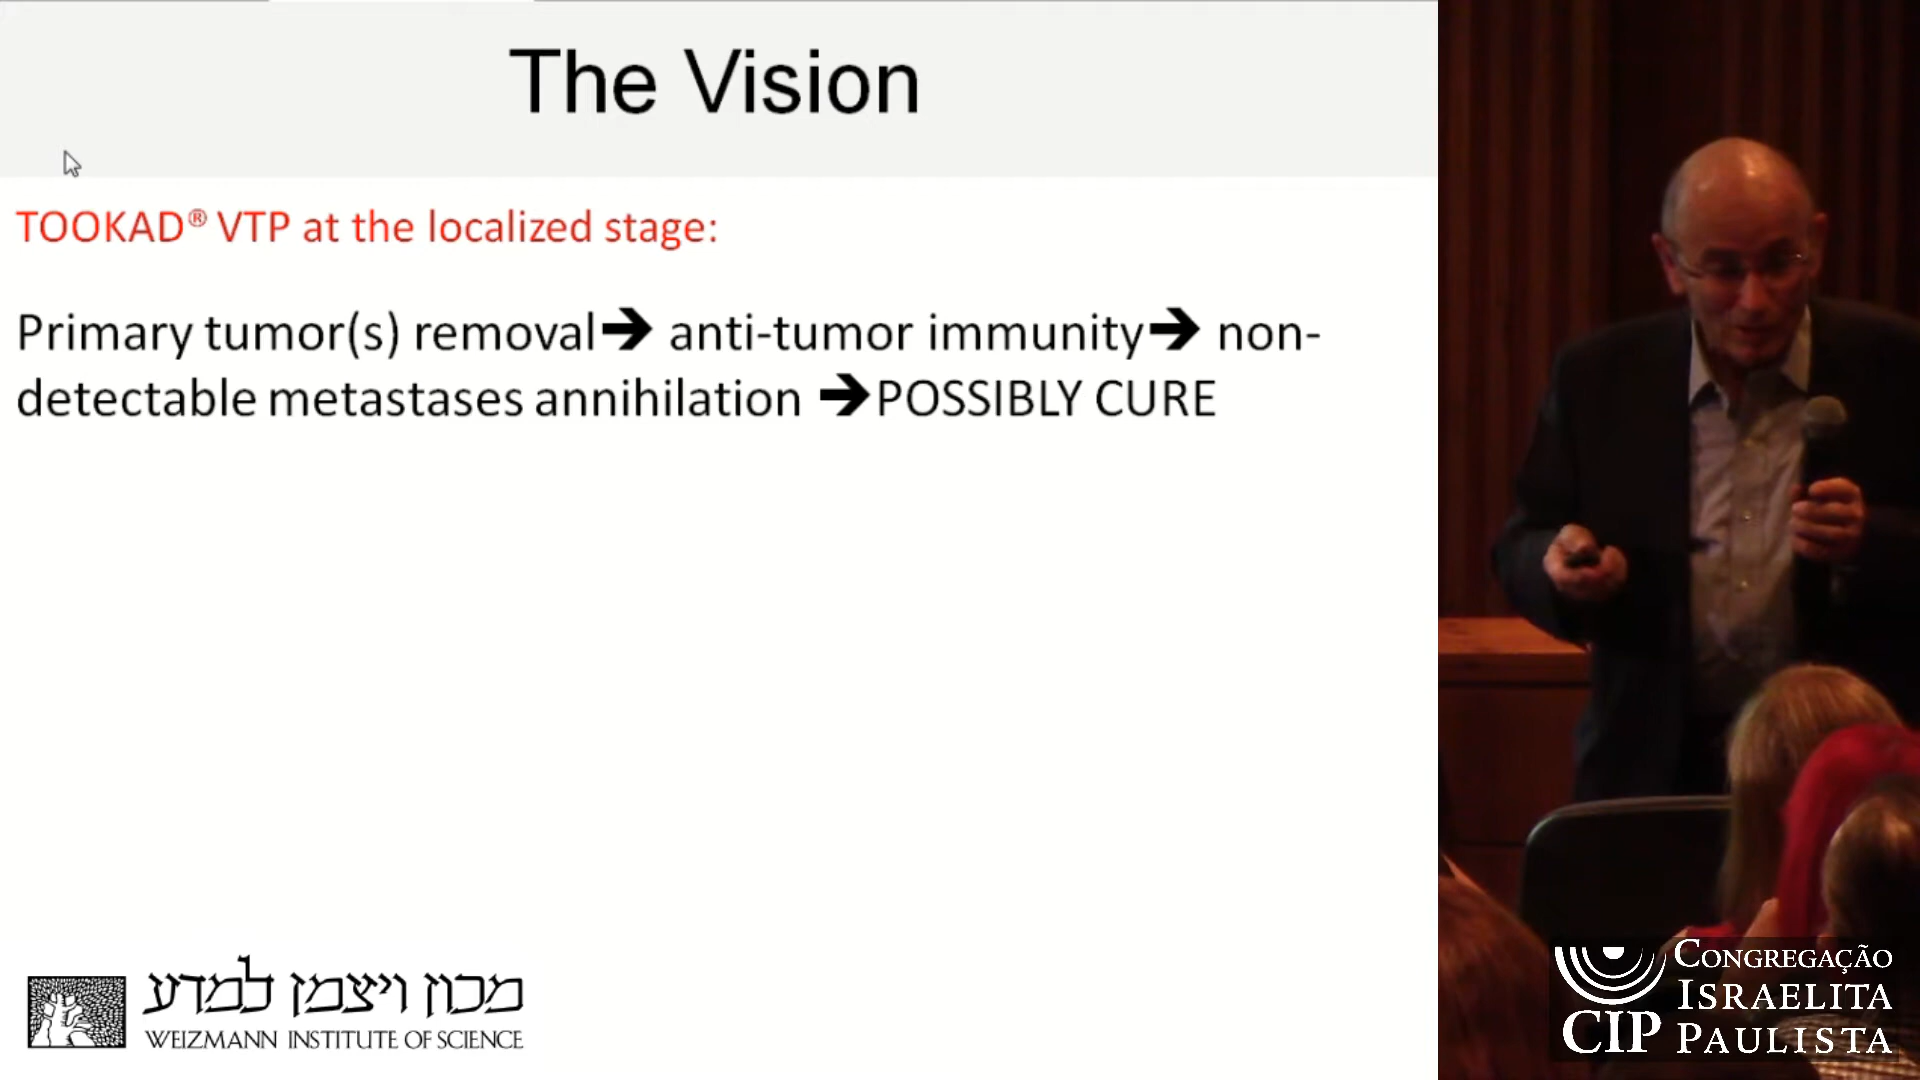 The Vision
TOOKAD® VTP at the localized stage:
Primary tumor(s) removal➔ anti-tumor immunity➔ non-
detectable metastases annihilation ➔POSSIBLY CURE
מכון ויצמן למדע
WEIZMANN INSTITUTE OF SCIENCE
CONGREGAÇÃO
ISRAELITA
CIP PAULISTA